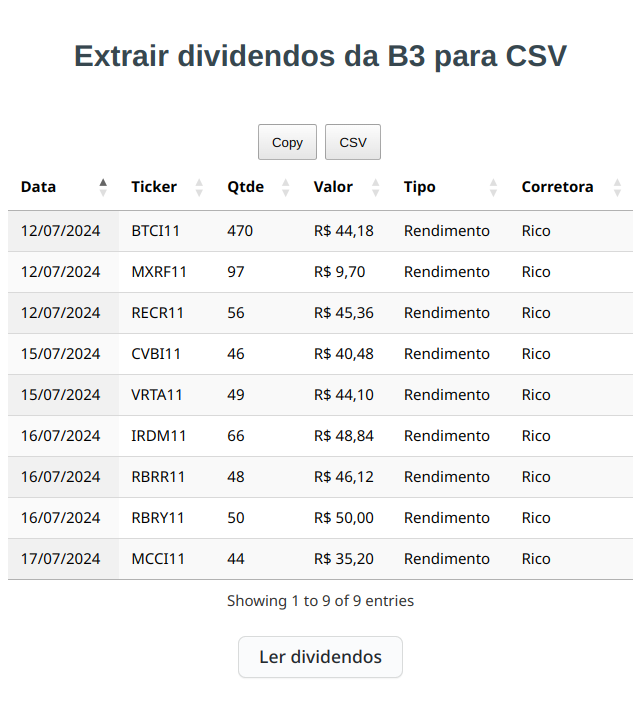 Extrair dividendos da B3 para CSV
Copy CSV
Data Ticker Qtde Valor Tipo Corretora
12/07/2024 BTCI11 470 R$ 44,18 Rendimento Rico
12/07/2024 MXRF11 97 R$ 9,70 Rendimento Rico
12/07/2024 RECR11 56 R$ 45,36 Rendimento Rico
15/07/2024 CVBI11 46 R$ 40,48 Rendimento Rico
15/07/2024 VRTA11 49 R$ 44,10 Rendimento Rico
16/07/2024 IRDM11 66 R$ 48,84 Rendimento Rico
16/07/2024 RBRR11 48 R$ 46,12 Rendimento Rico
16/07/2024 RBRY11 50 R$ 50,00 Rendimento Rico
17/07/2024 MCCI11 44 R$ 35,20 Rendimento Rico
Showing 1 to 9 of 9 entries
Ler dividendos